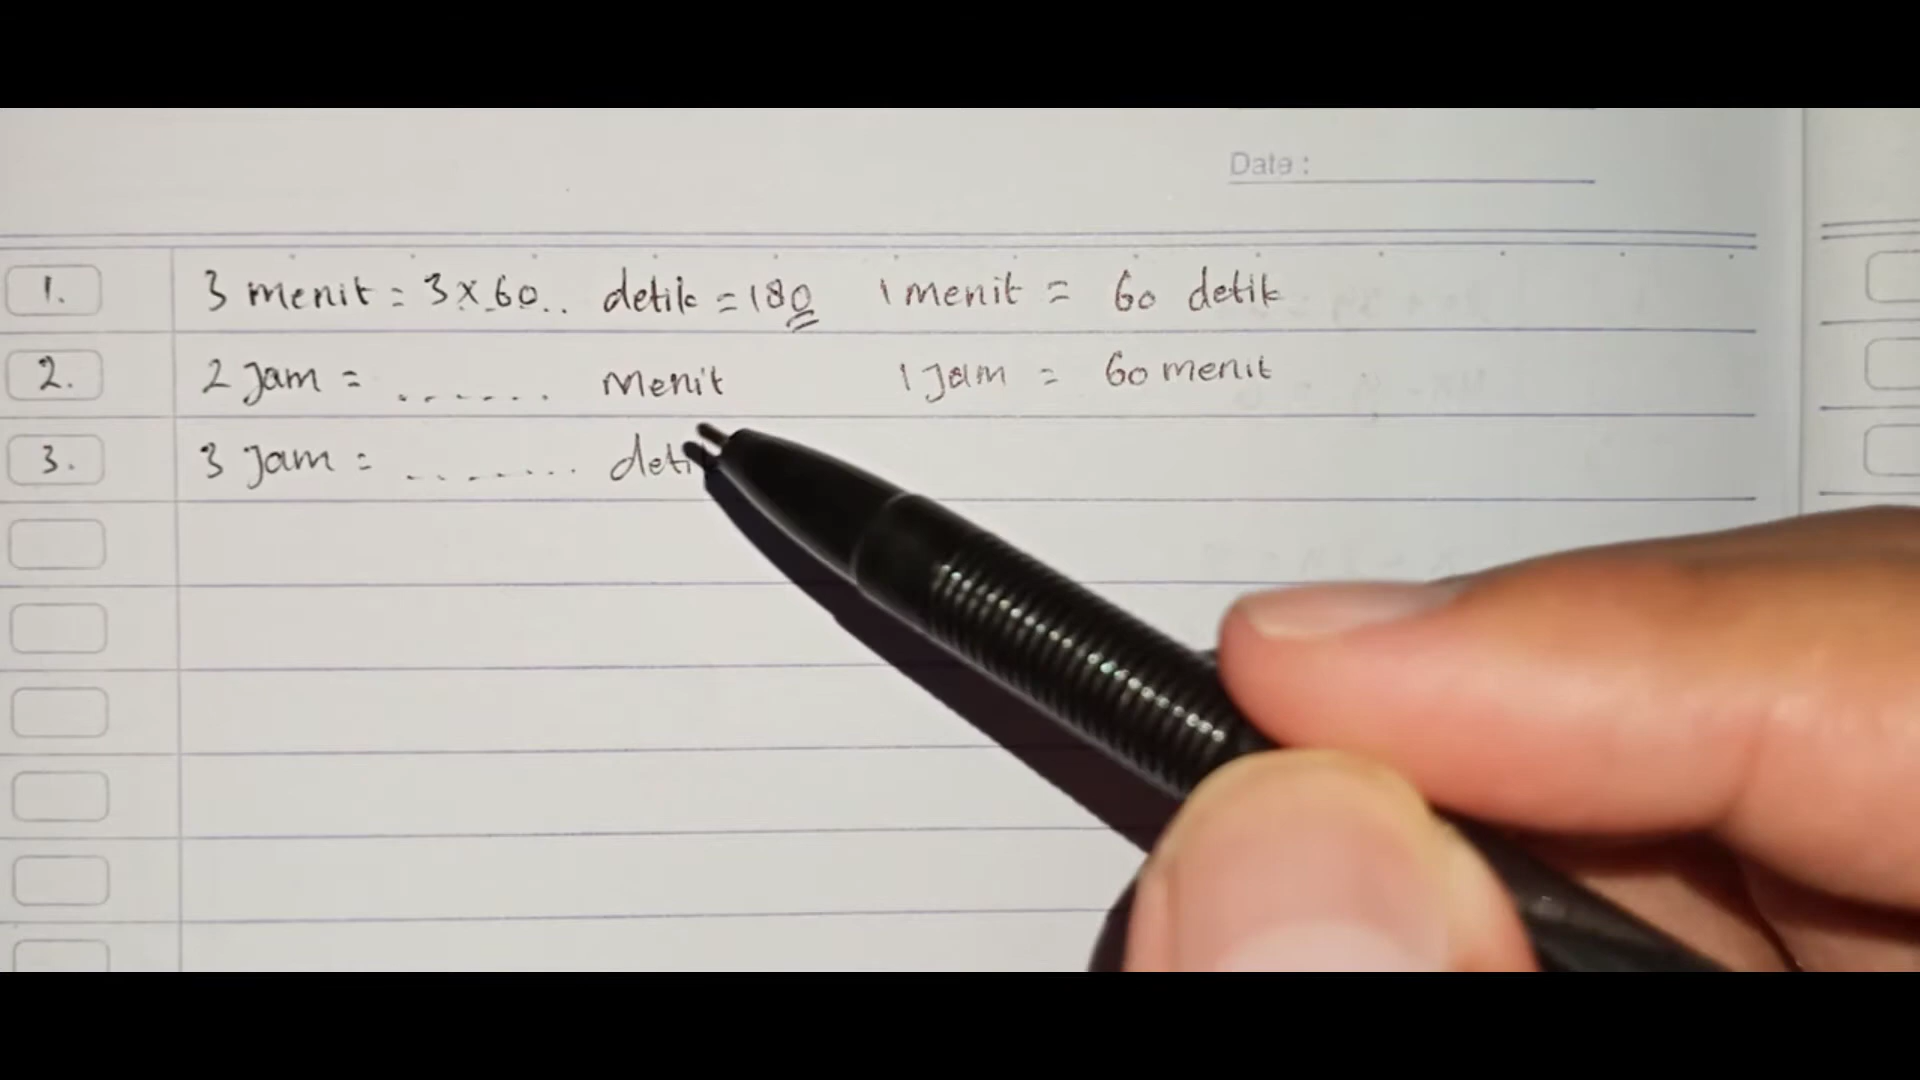 Date :
1. 3 menit = 3 x 60.. detik = 180 1 menit = 60 detik
2. 2 Jam = ....... menit 1 Jam = 60 menit
3. 3 Jam = ........